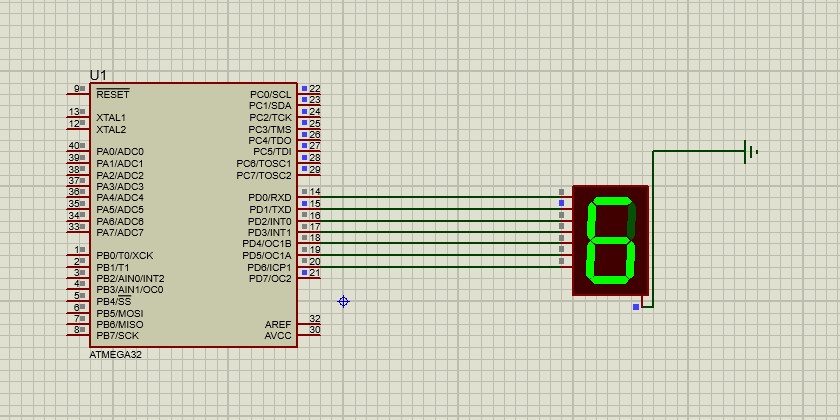 U1
9 RESET
13 XTAL1
12 XTAL2
40 PA0/ADC0
39 PA1/ADC1
38 PA2/ADC2
37 PA3/ADC3
36 PA4/ADC4
35 PA5/ADC5
34 PA6/ADC6
33 PA7/ADC7
1 PB0/T0/XCK
2 PB1/T1
3 PB2/AIN0/INT2
4 PB3/AIN1/OC0
5 PB4/SS
6 PB5/MOSI
7 PB6/MISO
8 PB7/SCK
PC0/SCL 22
PC1/SDA 23
PC2/TCK 24
PC3/TMS 25
PC4/TDO 26
PC5/TDI 27
PC6/TOSC1 28
PC7/TOSC2 29
PD0/RXD 14
PD1/TXD 15
PD2/INT0 16
PD3/INT1 17
PD4/OC1B 18
PD5/OC1A 19
PD6/ICP1 20
PD7/OC2 21
AREF 32
AVCC 30
ATMEGA32
6